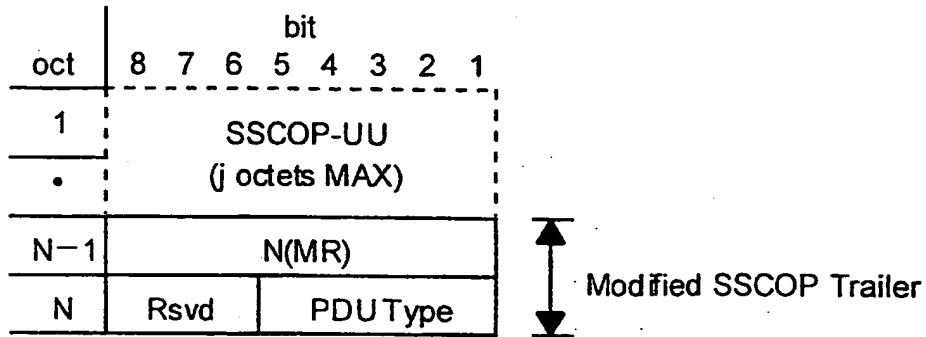 bit
oct 8 7 6 5 4 3 2 1
1
SSCOP-UU
• (j octets MAX)
N-1 N(MR)
N Rsvd PDU Type
Modified SSCOP Trailer